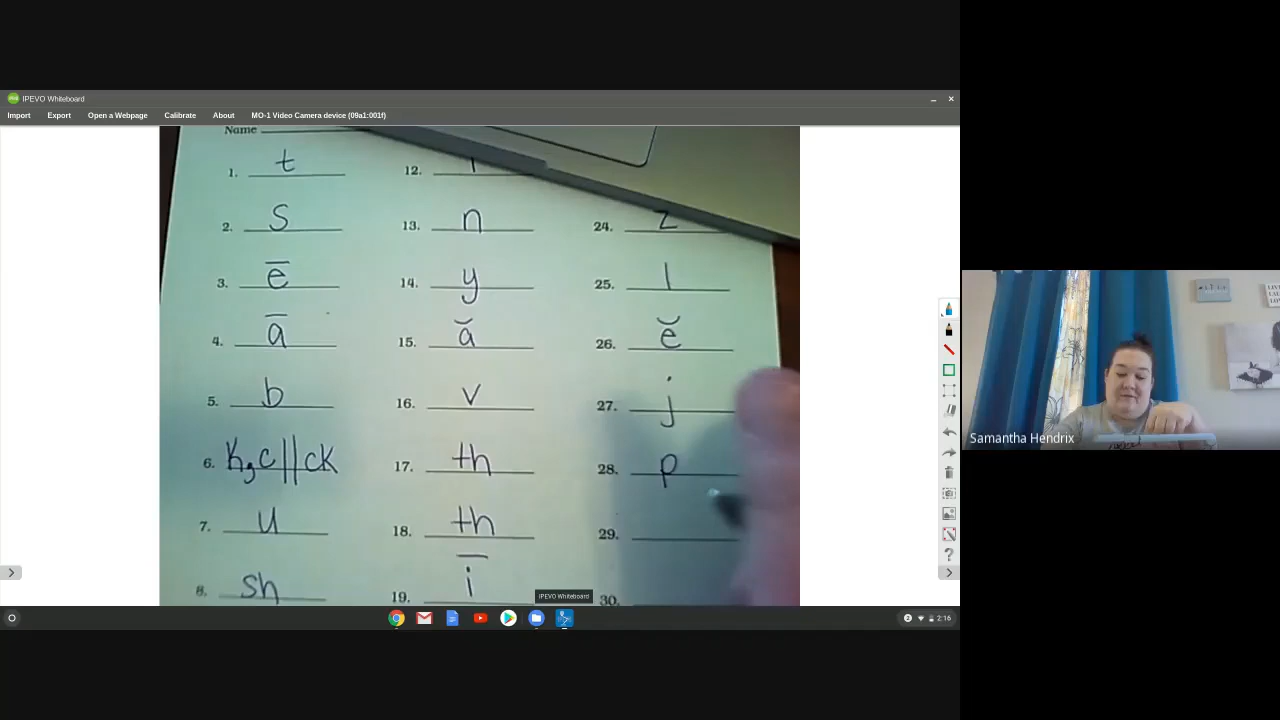 IPEVO Whiteboard
Import Export Open a Webpage Calibrate About MO-1 Video Camera device (09a1:001f)
Name
1. t
2. s
3. ē
4. ā
5. b
6. k, c || ck
7. u
8. sh
12.
13. n
14. y
15. ă
16. v
17. th
18. th
19. ī
24. z
25. l
26. ĕ
27. j
28. p
29.
30.
IPEVO Whiteboard
2:16
Samantha Hendrix